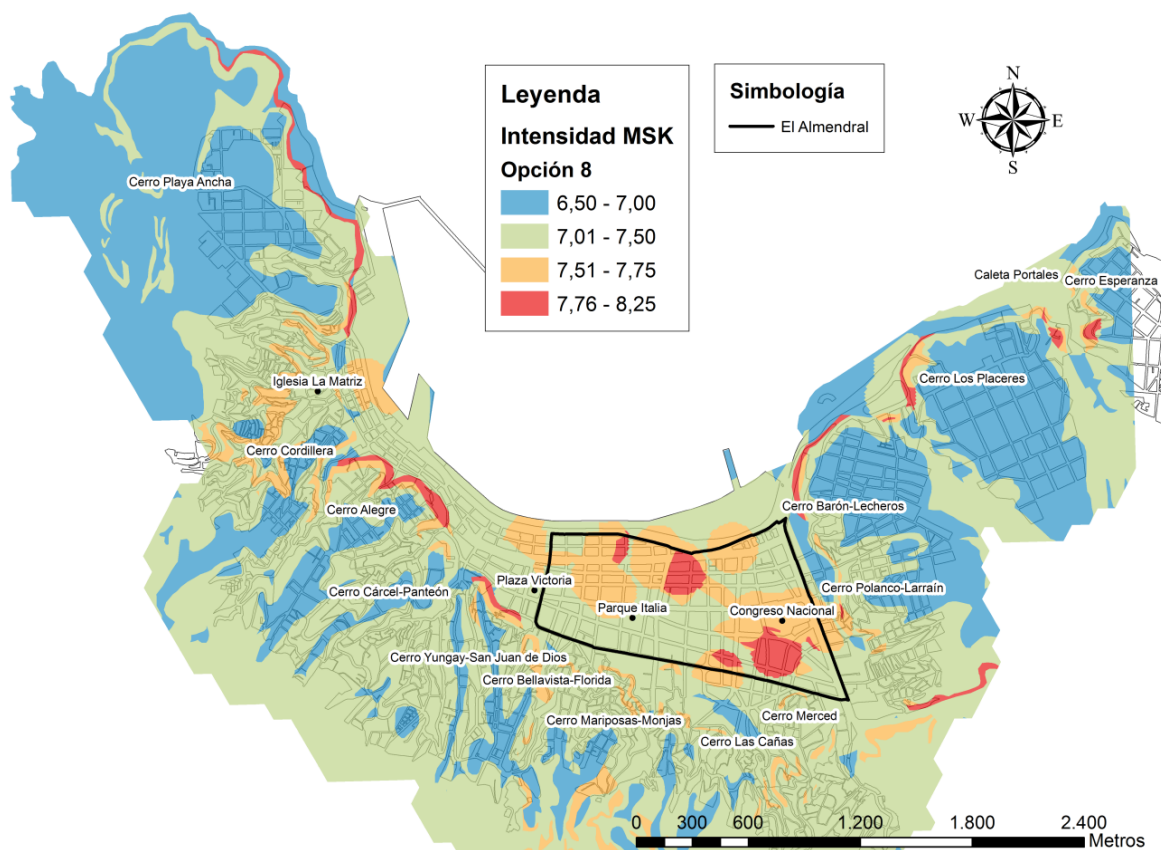 Leyenda
Intensidad MSK
Opción 8
6,50 - 7,00
7,01 - 7,50
7,51 - 7,75
7,76 - 8,25
Simbología
El Almendral
N
W E
S
Cerro Playa Ancha
Caleta Portales
Cerro Esperanza
Iglesia La Matriz
Cerro Los Placeres
Cerro Cordillera
Cerro Alegre
Cerro Barón-Lecheros
Plaza Victoria
Cerro Cárcel-Panteón
Cerro Polanco-Larraín
Parque Italia
Congreso Nacional
Cerro Yungay-San Juan de Dios
Cerro Bellavista-Florida
Cerro Mariposas-Monjas
Cerro Merced
Cerro Las Cañas
0 300 600 1.200 1.800 2.400
Metros